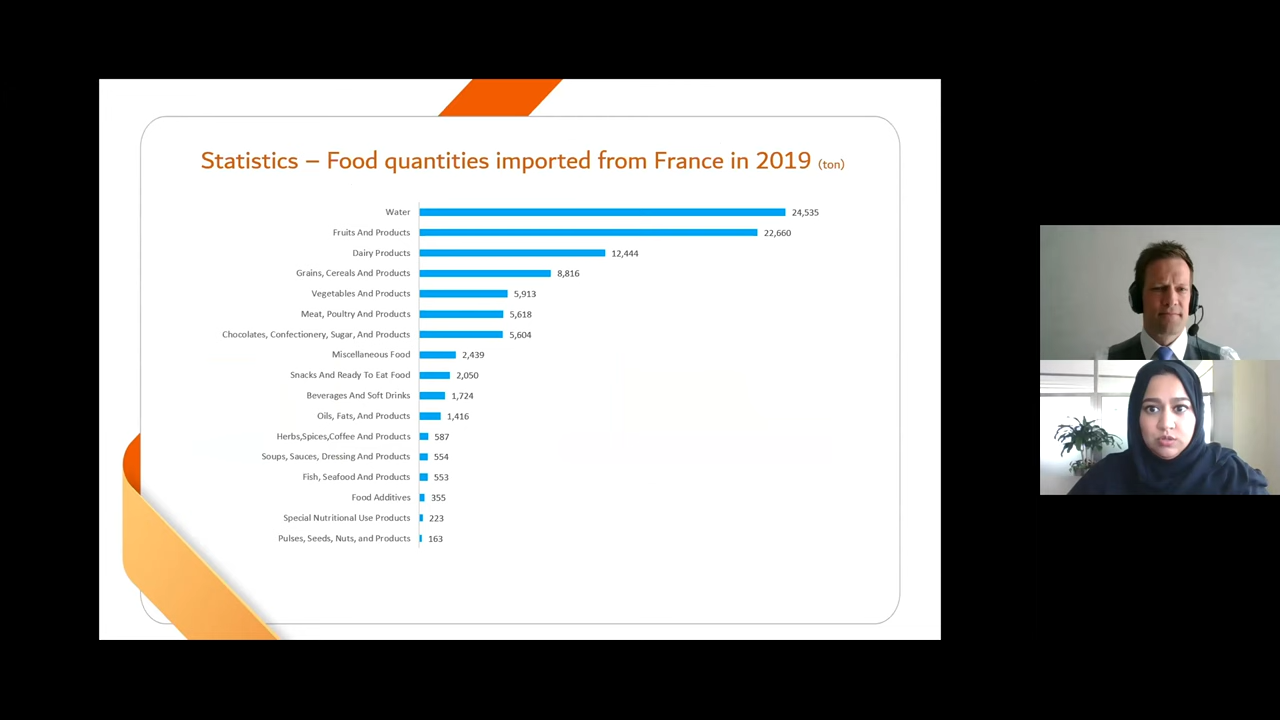 Statistics – Food quantities imported from France in 2019 (ton)
Water 24,535
Fruits And Products 22,660
Dairy Products 12,444
Grains, Cereals And Products 8,816
Vegetables And Products 5,913
Meat, Poultry And Products 5,618
Chocolates, Confectionery, Sugar, And Products 5,604
Miscellaneous Food 2,439
Snacks And Ready To Eat Food 2,050
Beverages And Soft Drinks 1,724
Oils, Fats, And Products 1,416
Herbs,Spices,Coffee And Products 587
Soups, Sauces, Dressing And Products 554
Fish, Seafood And Products 553
Food Additives 355
Special Nutritional Use Products 223
Pulses, Seeds, Nuts, and Products 163